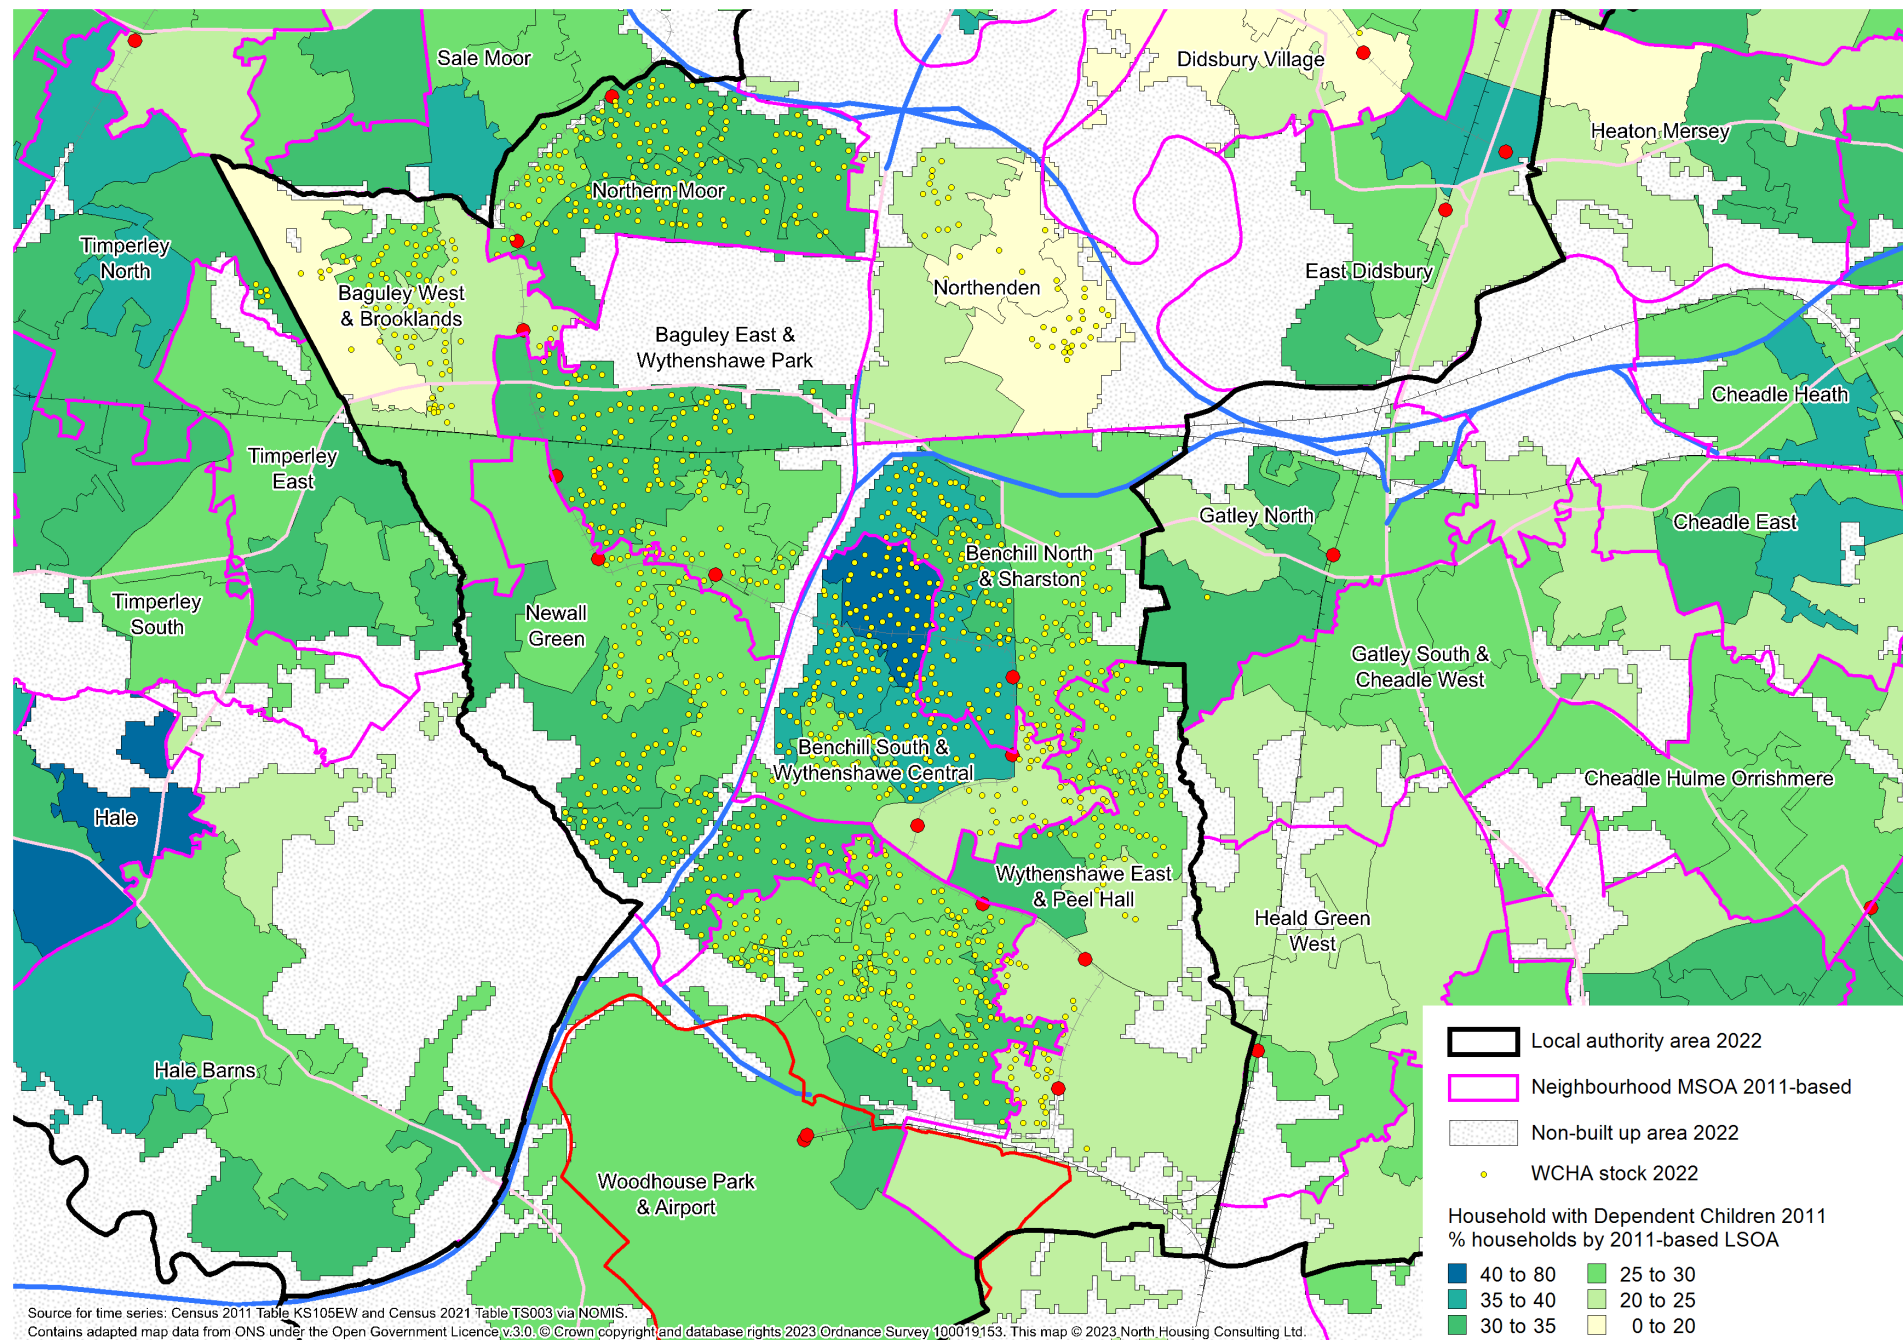 Sale Moor
Didsbury Village
Heaton Mersey
Northern Moor
Timperley
North
East Didsbury
Baguley West
& Brooklands
Northenden
Baguley East &
Wythenshawe Park
Cheadle Heath
Timperley
East
Gatley North
Cheadle East
Benchill North
& Sharston
Timperley
South
Newall
Green
Gatley South &
Cheadle West
Benchill South &
Wythenshawe Central
Cheadle Hulme Orrishmere
Hale
Wythenshawe East
& Peel Hall
Heald Green
West
Hale Barns
Woodhouse Park
& Airport
Local authority area 2022
Neighbourhood MSOA 2011-based
Non-built up area 2022
WCHA stock 2022
Household with Dependent Children 2011
% households by 2011-based LSOA
40 to 80 25 to 30
35 to 40 20 to 25
30 to 35 0 to 20
Source for time series: Census 2011 Table KS105EW and Census 2021 Table TS003 via NOMIS.
Contains adapted map data from ONS under the Open Government Licence v.3.0. © Crown copyright and database rights 2023 Ordnance Survey 100019153. This map © 2023 North Housing Consulting Ltd.